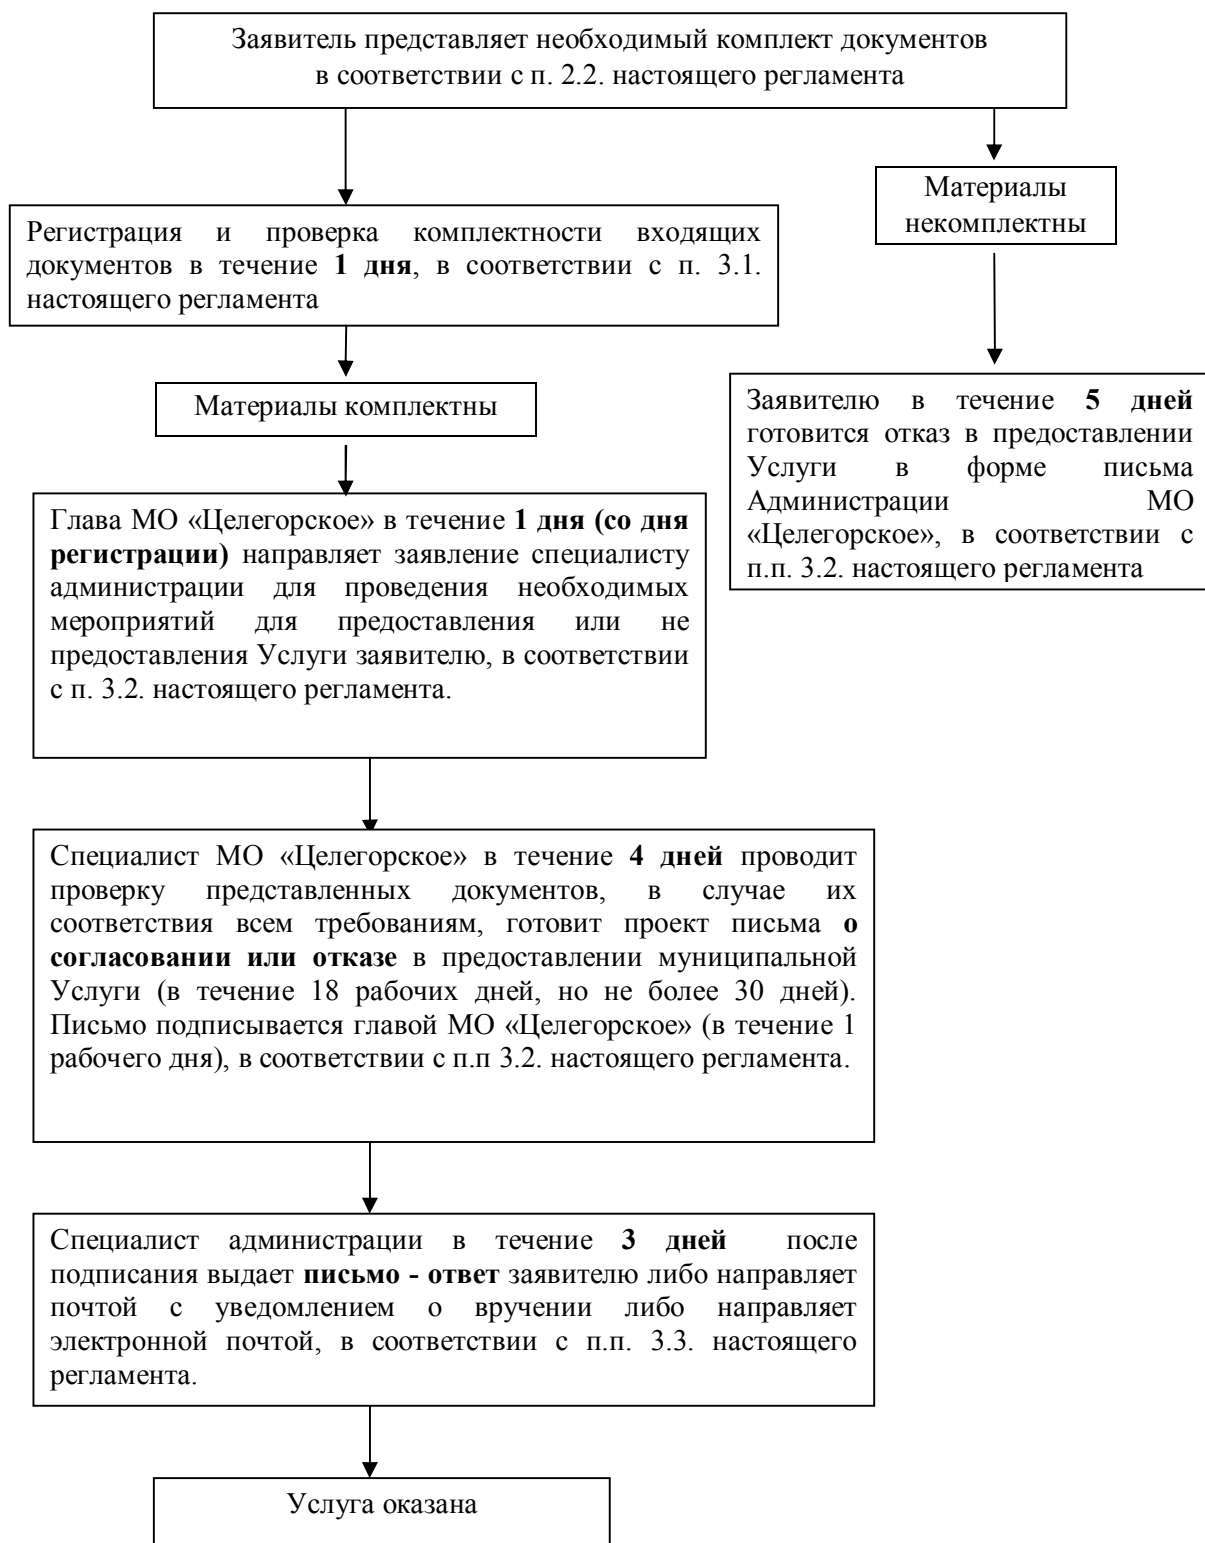 Заявитель представляет необходимый комплект документов
в соответствии с п. 2.2. настоящего регламента
Материалы
некомплектны
Регистрация и проверка комплектности входящих
документов в течение 1 дня, в соответствии с п. 3.1.
настоящего регламента
Материалы комплектны
Заявителю в течение 5 дней
готовится отказ в предоставлении
Услуги в форме письма
Администрации МО
«Целегорское», в соответствии с
п.п. 3.2. настоящего регламента
Глава МО «Целегорское» в течение 1 дня (со дня
регистрации) направляет заявление специалисту
администрации для проведения необходимых
мероприятий для предоставления или не
предоставления Услуги заявителю, в соответствии
с п. 3.2. настоящего регламента.
Специалист МО «Целегорское» в течение 4 дней проводит
проверку представленных документов, в случае их
соответствия всем требованиям, готовит проект письма о
согласовании или отказе в предоставлении муниципальной
Услуги (в течение 18 рабочих дней, но не более 30 дней).
Письмо подписывается главой МО «Целегорское» (в течение 1
рабочего дня), в соответствии с п.п 3.2. настоящего регламента.
Специалист администрации в течение 3 дней после
подписания выдает письмо - ответ заявителю либо направляет
почтой с уведомлением о вручении либо направляет
электронной почтой, в соответствии с п.п. 3.3. настоящего
регламента.
Услуга оказана